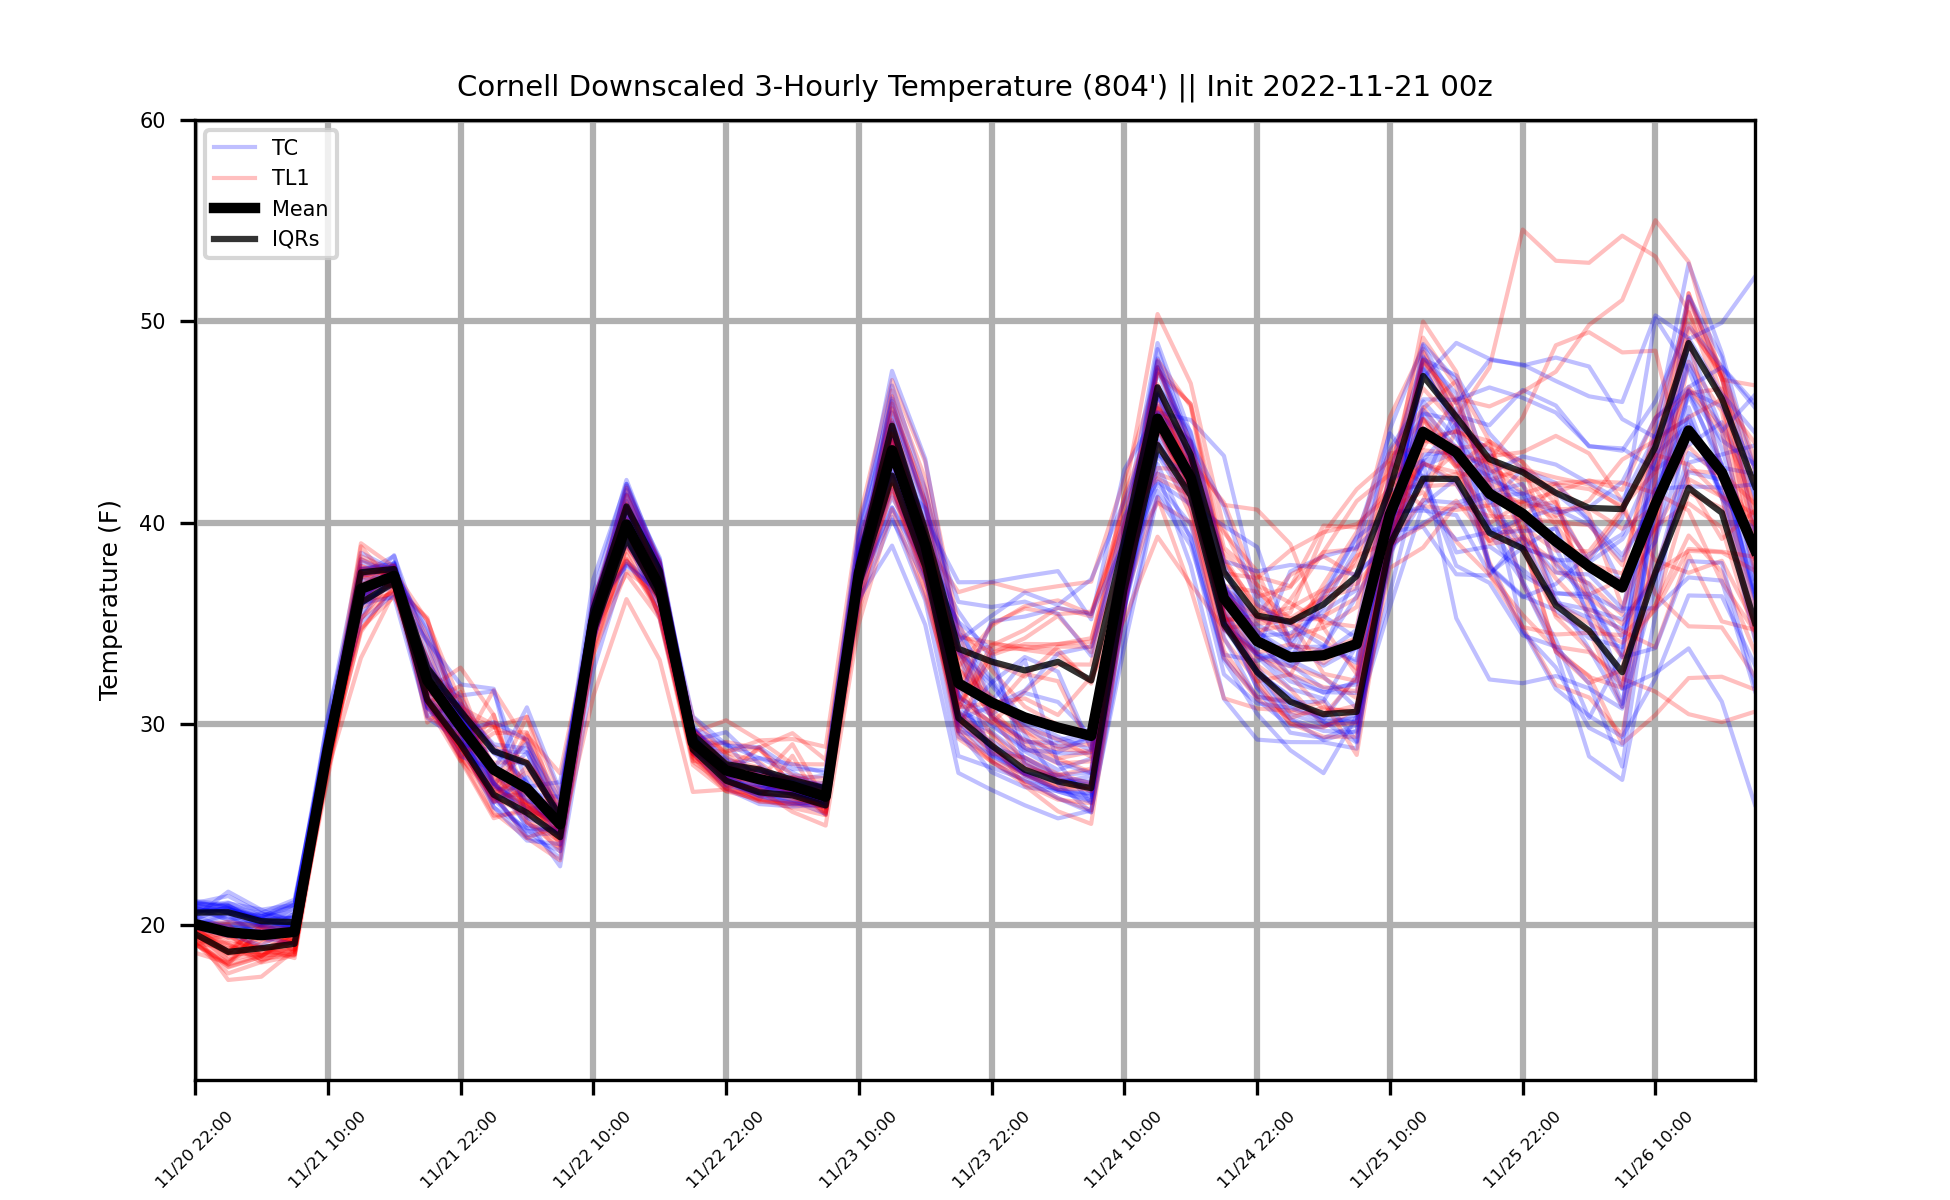 Cornell Downscaled 3-Hourly Temperature (804') || Init 2022-11-21 00z
60
50
40
30
20
Temperature (F)
TC
TL1
Mean
IQRs
11/20 22:00
11/21 10:00
11/21 22:00
11/22 10:00
11/22 22:00
11/23 10:00
11/23 22:00
11/24 10:00
11/24 22:00
11/25 10:00
11/25 22:00
11/26 10:00